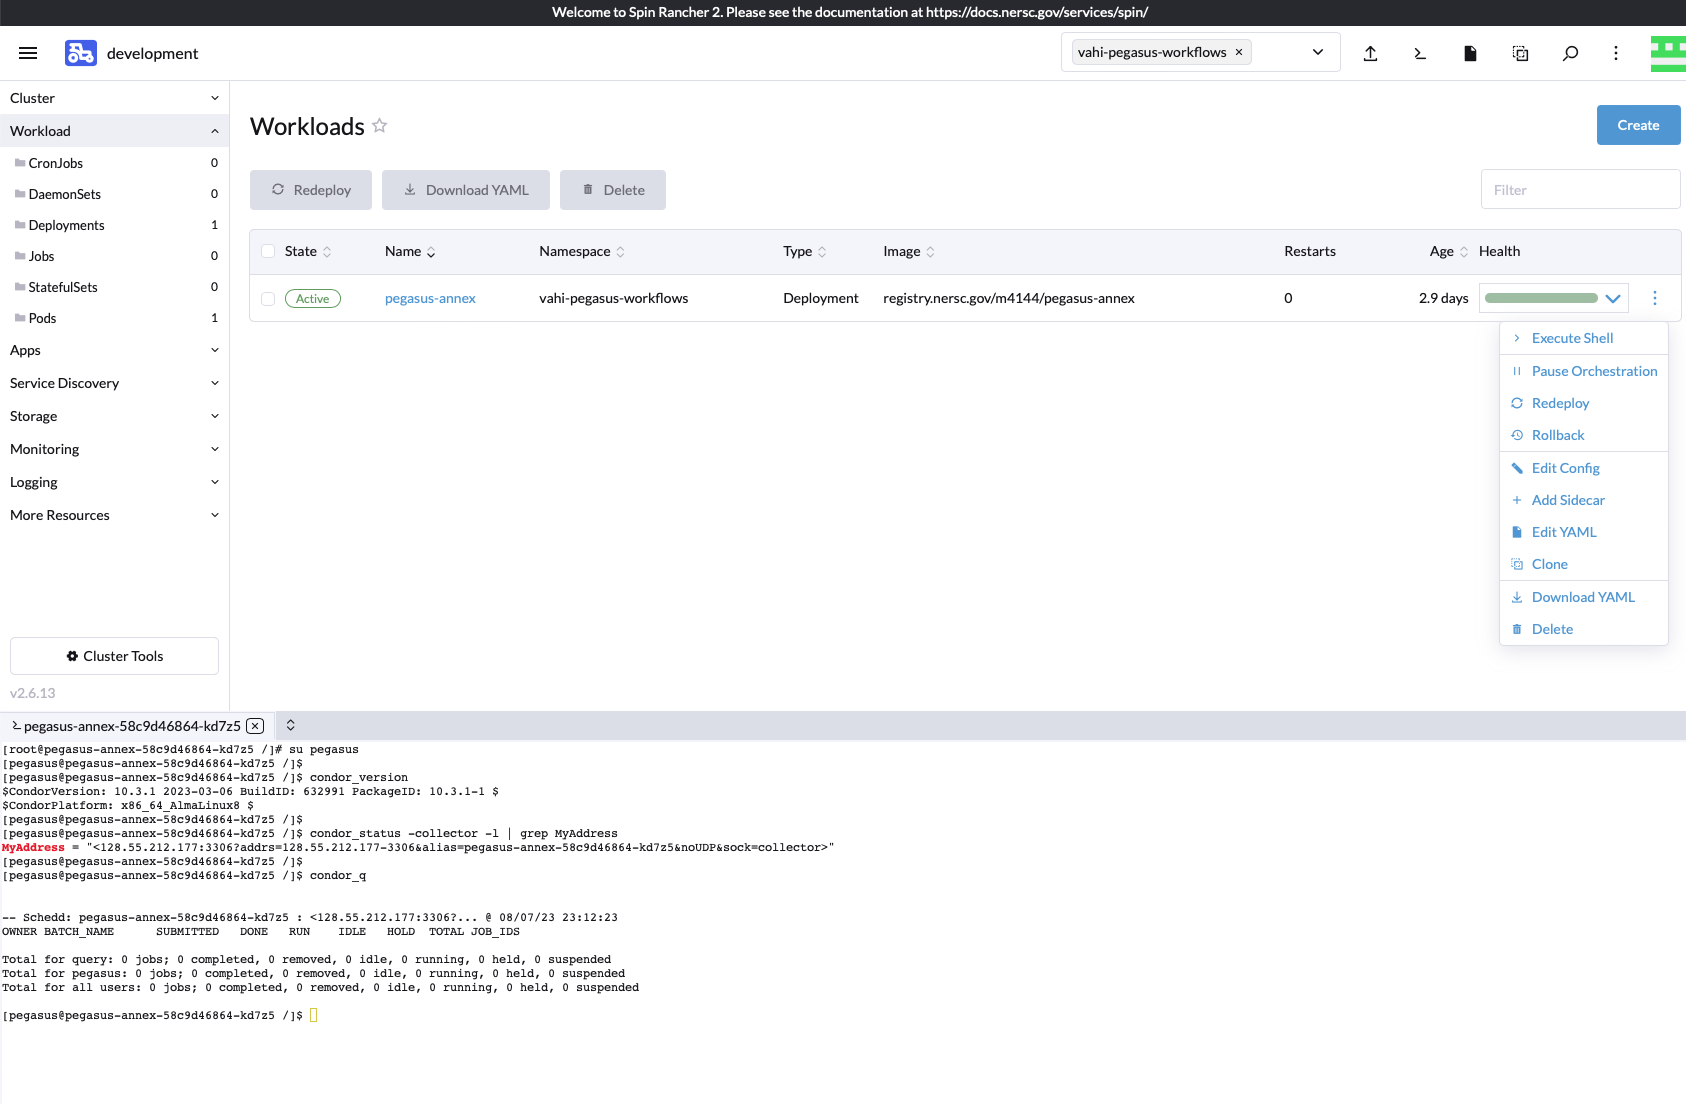 Welcome to Spin Rancher 2. Please see the documentation at https://docs.nersc.gov/services/spin/
development
vahi-pegasus-workflows ×
Cluster
Workload
CronJobs 0
DaemonSets 0
Deployments 1
Jobs 0
StatefulSets 0
Pods 1
Apps
Service Discovery
Storage
Monitoring
Logging
More Resources
Cluster Tools
v2.6.13
Workloads
Create
Redeploy
Download YAML
Delete
Filter
State Name Namespace Type Image Restarts Age Health
Active pegasus-annex vahi-pegasus-workflows Deployment registry.nersc.gov/m4144/pegasus-annex 0 2.9 days
Execute Shell
Pause Orchestration
Redeploy
Rollback
Edit Config
Add Sidecar
Edit YAML
Clone
Download YAML
Delete
pegasus-annex-58c9d46864-kd7z5
[root@pegasus-annex-58c9d46864-kd7z5 /]# su pegasus
[pegasus@pegasus-annex-58c9d46864-kd7z5 /]$
[pegasus@pegasus-annex-58c9d46864-kd7z5 /]$ condor_version
$CondorVersion: 10.3.1 2023-03-06 BuildID: 632991 PackageID: 10.3.1-1 $
$CondorPlatform: x86_64_AlmaLinux8 $
[pegasus@pegasus-annex-58c9d46864-kd7z5 /]$
[pegasus@pegasus-annex-58c9d46864-kd7z5 /]$ condor_status -collector -l | grep MyAddress
MyAddress = "<128.55.212.177:3306?addrs=128.55.212.177-3306&alias=pegasus-annex-58c9d46864-kd7z5&noUDP&sock=collector>"
[pegasus@pegasus-annex-58c9d46864-kd7z5 /]$
[pegasus@pegasus-annex-58c9d46864-kd7z5 /]$ condor_q
-- Schedd: pegasus-annex-58c9d46864-kd7z5 : <128.55.212.177:3306?... @ 08/07/23 23:12:23
OWNER BATCH_NAME SUBMITTED DONE RUN IDLE HOLD TOTAL JOB_IDS
Total for query: 0 jobs; 0 completed, 0 removed, 0 idle, 0 running, 0 held, 0 suspended
Total for pegasus: 0 jobs; 0 completed, 0 removed, 0 idle, 0 running, 0 held, 0 suspended
Total for all users: 0 jobs; 0 completed, 0 removed, 0 idle, 0 running, 0 held, 0 suspended
[pegasus@pegasus-annex-58c9d46864-kd7z5 /]$